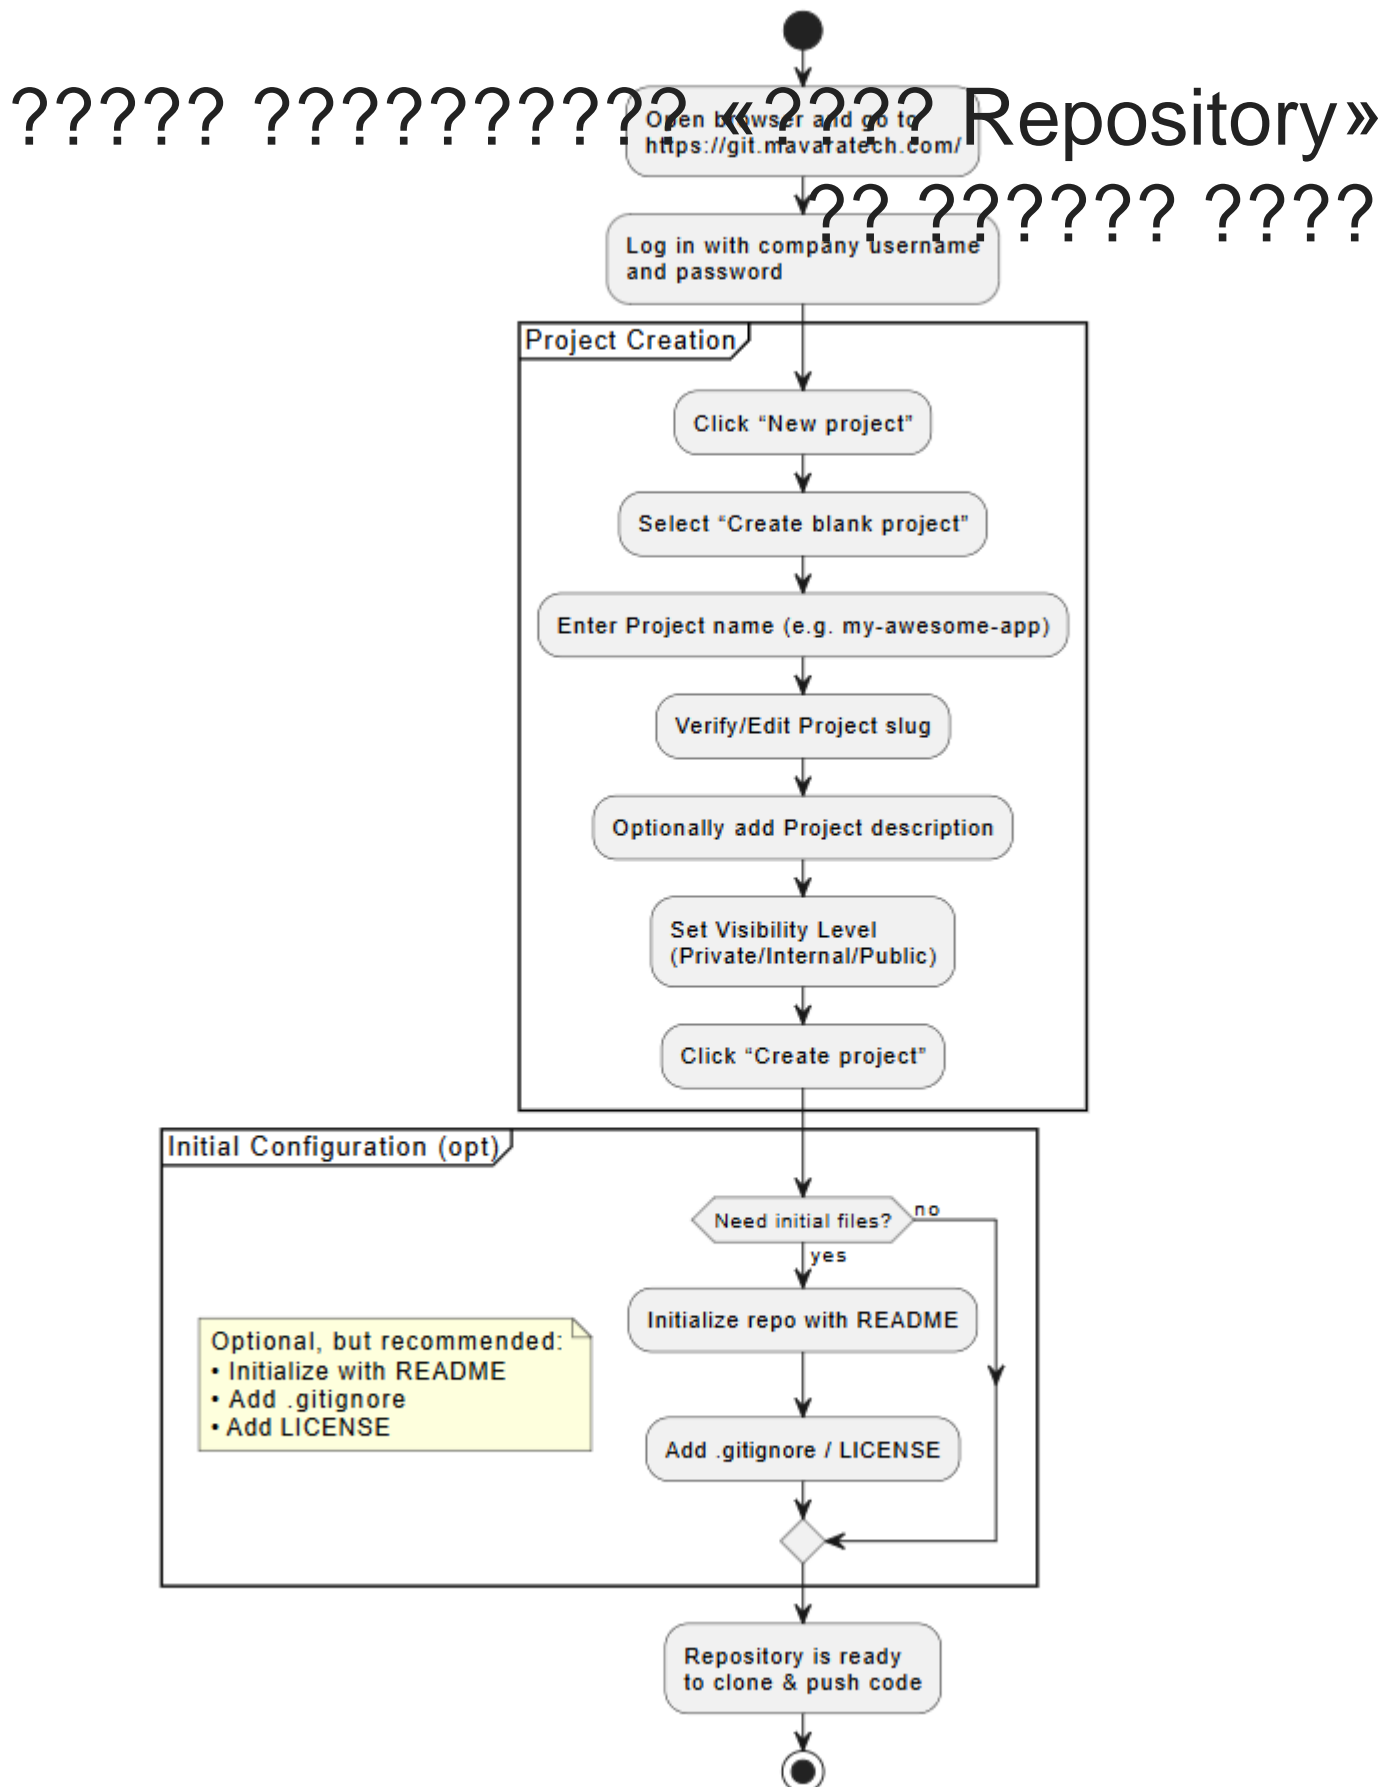 ????? ?????????? «???? Repository»
?? ?????? ????
Open browser and go to
https://git.mavaratech.com/
Log in with company username
and password
Project Creation
Click “New project”
Select “Create blank project”
Enter Project name (e.g. my-awesome-app)
Verify/Edit Project slug
Optionally add Project description
Set Visibility Level
(Private/Internal/Public)
Click “Create project”
Initial Configuration (opt)
Need initial files?
no
yes
Initialize repo with README
Optional, but recommended:
• Initialize with README
• Add .gitignore
• Add LICENSE
Add .gitignore / LICENSE
Repository is ready
to clone & push code